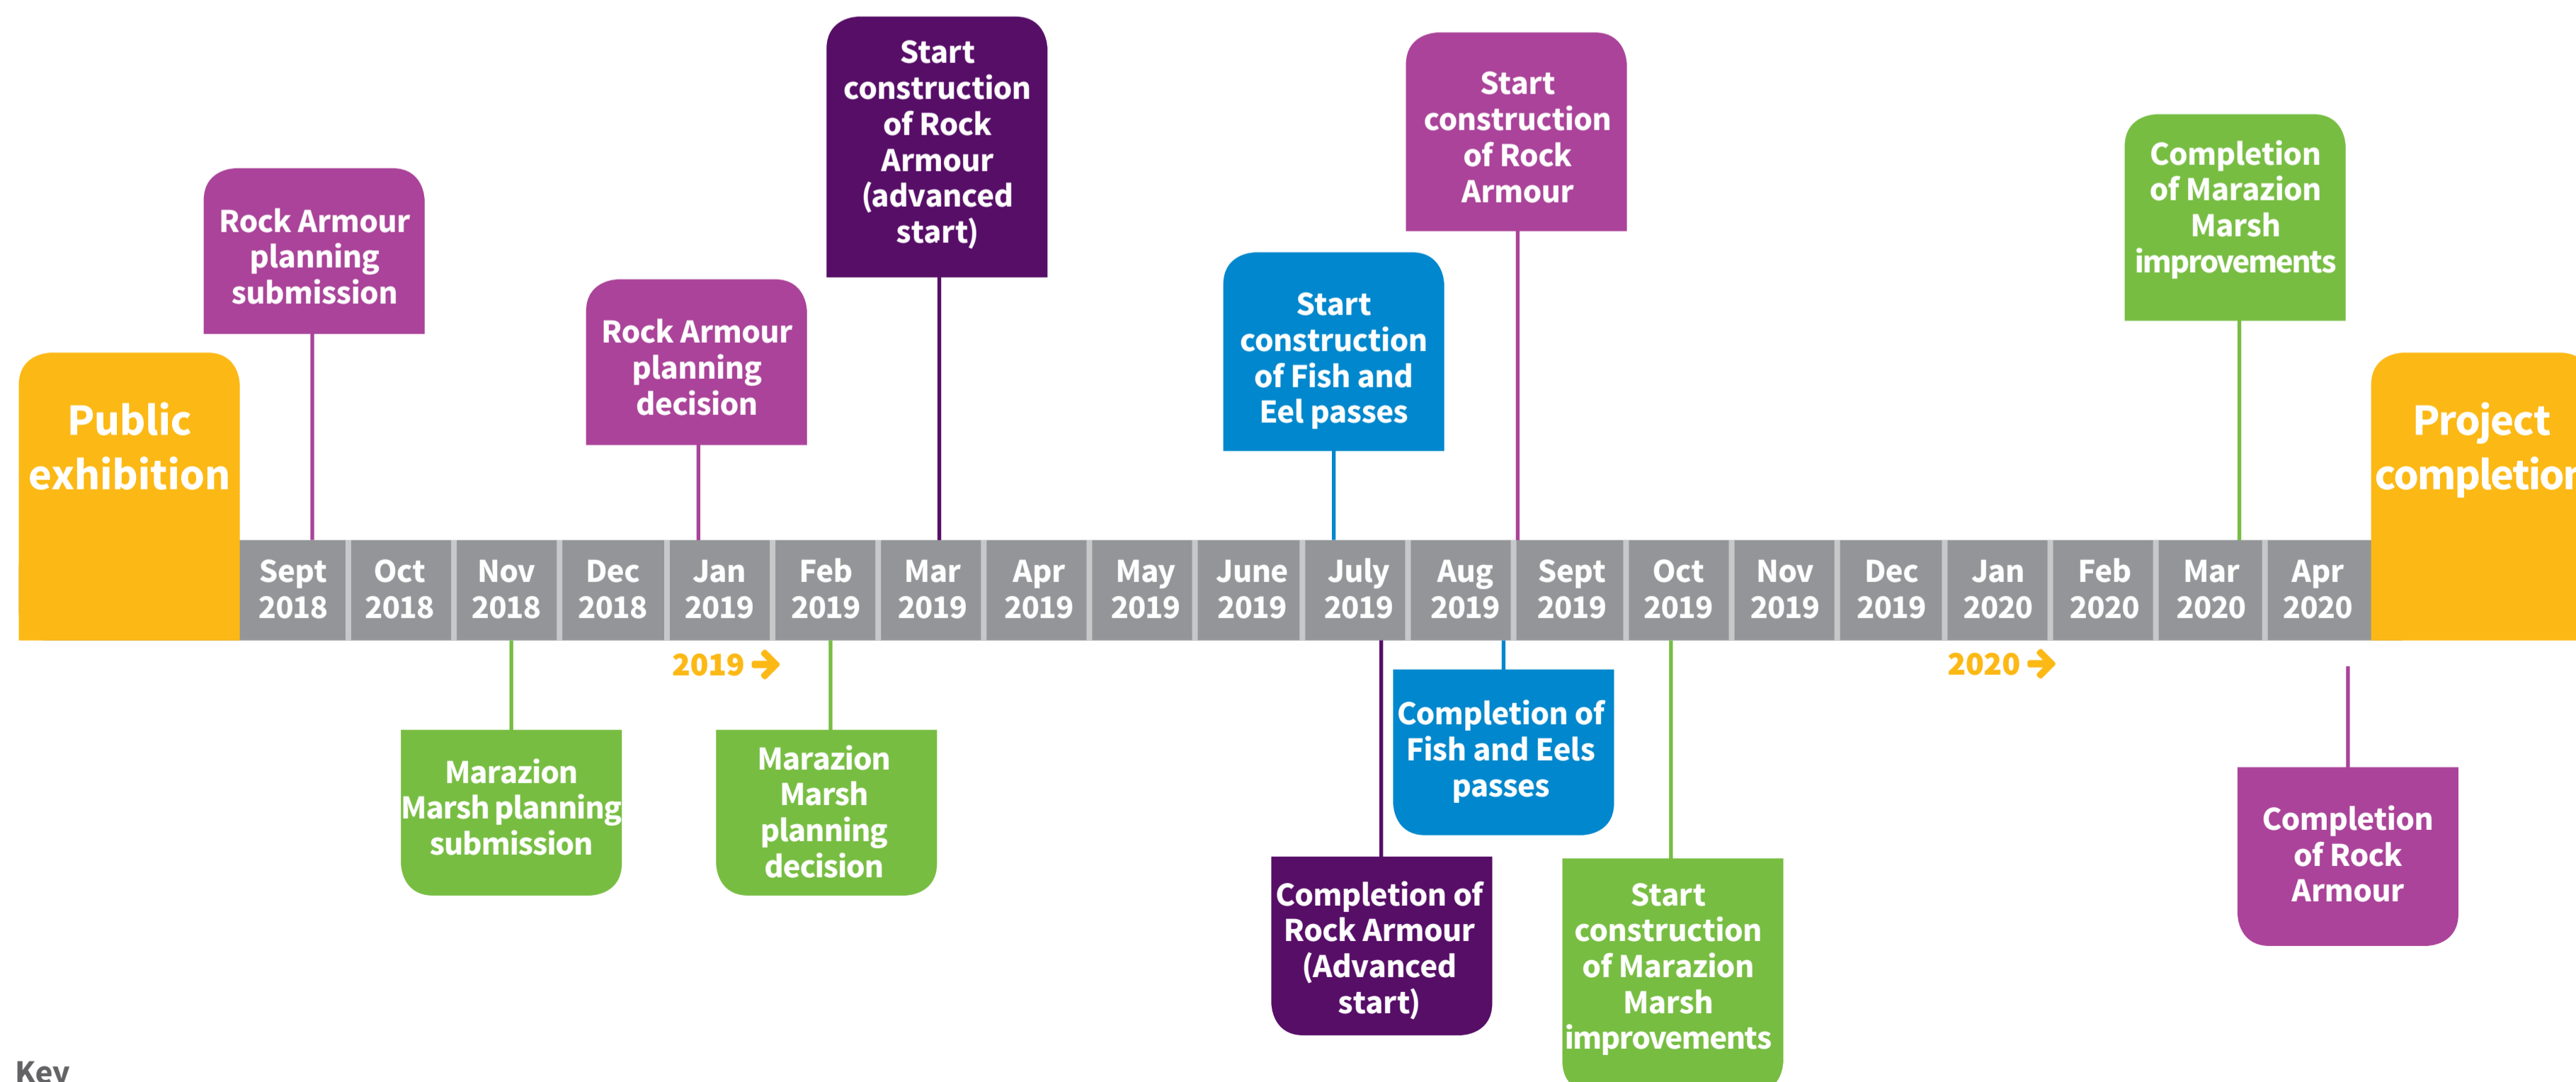 Public
exhibition
Rock Armour
planning
submission
Rock Armour
planning
decision
Start
construction
of Rock
Armour
(advanced
start)
Start
construction
of Fish and
Eel passes
Start
construction
of Rock
Armour
Completion
of Marazion
Marsh
improvements
Project
completion
Sept
2018
Oct
2018
Nov
2018
Dec
2018
Jan
2019
Feb
2019
Mar
2019
Apr
2019
May
2019
June
2019
July
2019
Aug
2019
Sept
2019
Oct
2019
Nov
2019
Dec
2019
Jan
2020
Feb
2020
Mar
2020
Apr
2020
2019
2020
Marazion
Marsh planning
submission
Marazion
Marsh
planning
decision
Completion of
Rock Armour
(Advanced
start)
Completion of
Fish and Eels
passes
Start
construction
of Marazion
Marsh
improvements
Completion
of Rock
Armour
Key